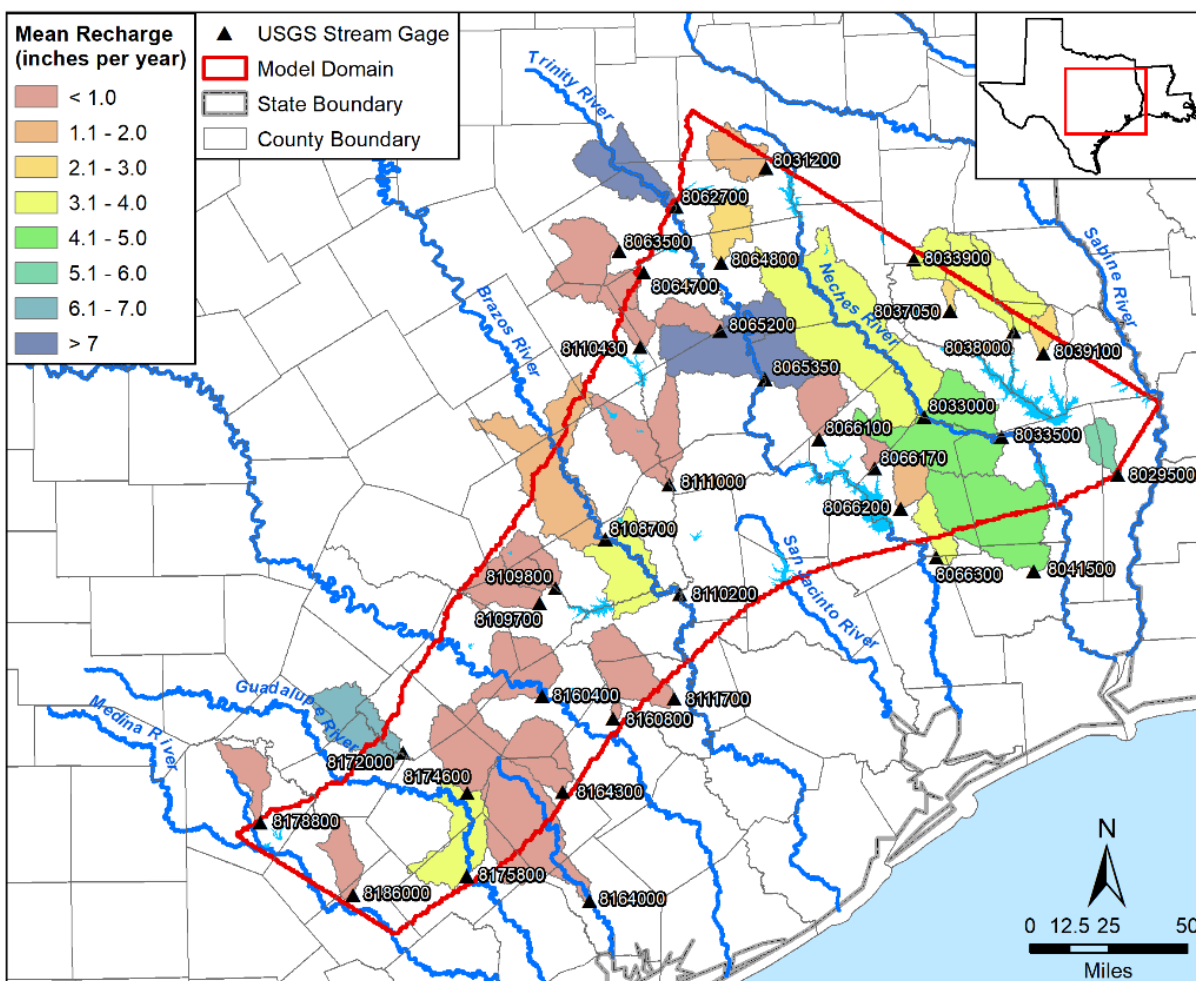 Mean Recharge
(inches per year)
< 1.0
1.1 - 2.0
2.1 - 3.0
3.1 - 4.0
4.1 - 5.0
5.1 - 6.0
6.1 - 7.0
> 7
USGS Stream Gage
Model Domain
State Boundary
County Boundary
Trinity River
8031200
8062700
8063500
8064800
8033900
Sabine River
8064700
Neches River
8037050
Brazos River
8065200
8038000
8110430
8039100
8065350
8033000
8066100
8033500
8066170
8029500
8111000
8066200
8108700
San Jacinto River
8066300
8041500
8109800
8110200
8109700
Guadalupe River
8160400
8111700
Medina River
8160800
8172000
8174600
8164300
8178800
8175800
8186000
8164000
N
0 12.5 25 50
Miles